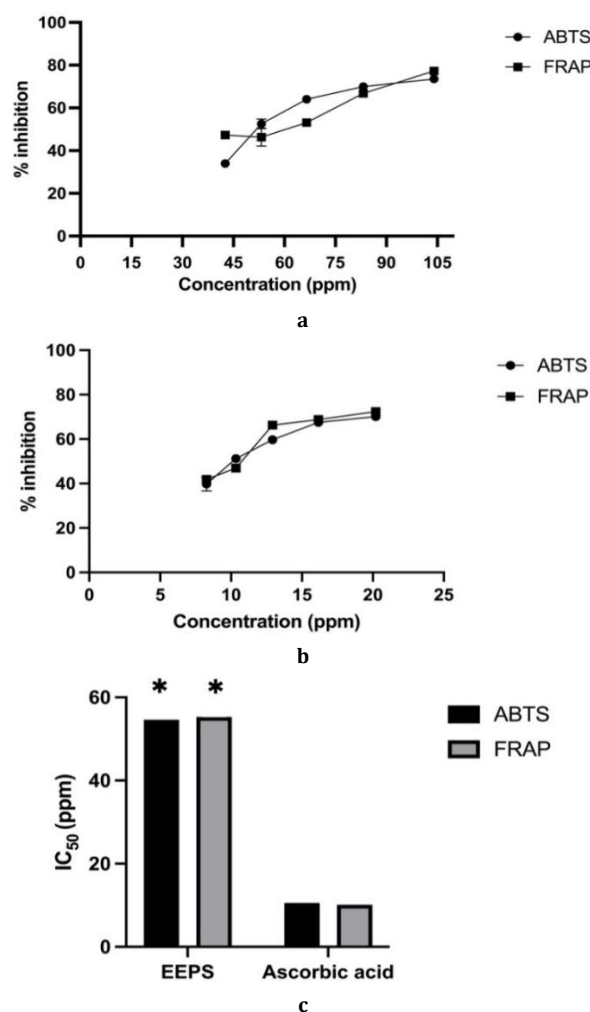 100
80
60
40
20
0
% inhibition
0 15 30 45 60 75 90 105
Concentration (ppm)
ABTS
FRAP
a
100
80
60
40
20
0
% inhibition
0 5 10 15 20 25
Concentration (ppm)
ABTS
FRAP
b
60
40
20
0
IC50 (ppm)
* *
EEPS Ascorbic acid
ABTS
FRAP
c